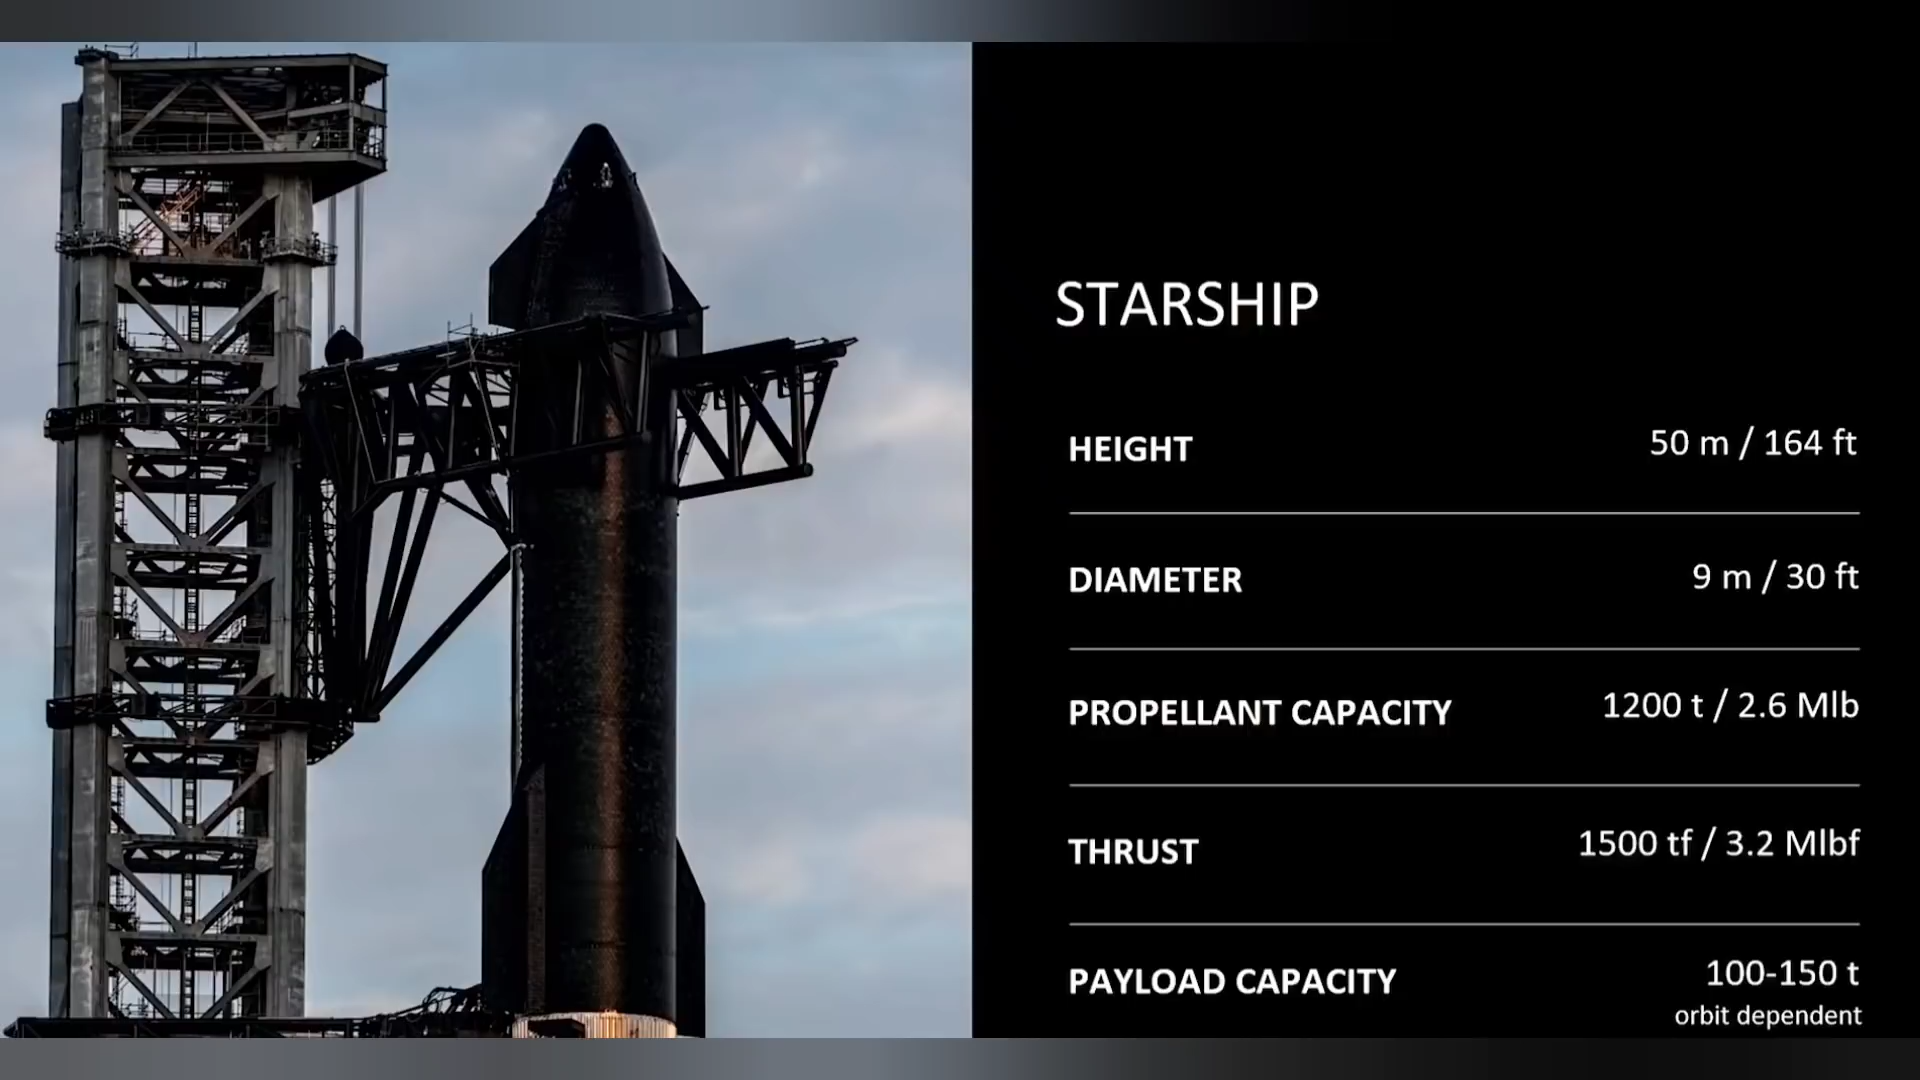 STARSHIP
HEIGHT 50 m / 164 ft
DIAMETER 9 m / 30 ft
PROPELLANT CAPACITY 1200 t / 2.6 Mlb
THRUST 1500 tf / 3.2 Mlbf
PAYLOAD CAPACITY 100-150 t
orbit dependent